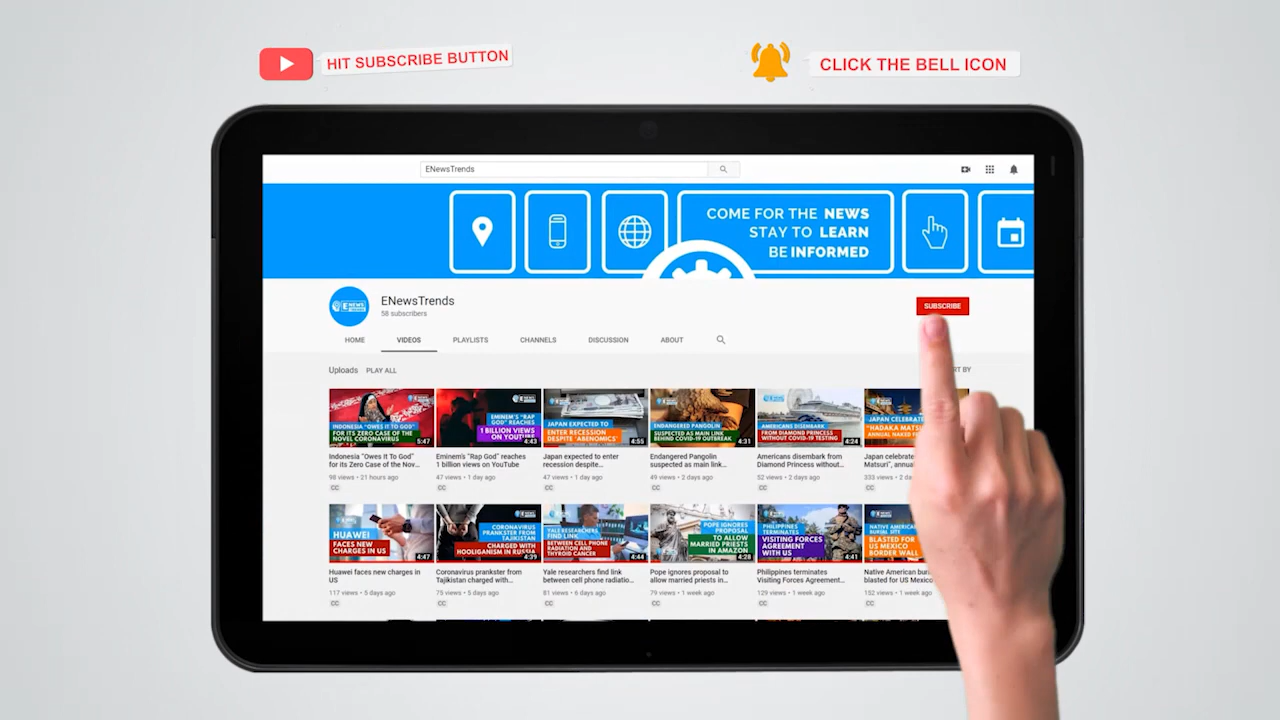 HIT SUBSCRIBE BUTTON
CLICK THE BELL ICON
ENewsTrends
COME FOR THE NEWS
STAY TO LEARN
BE INFORMED
ENewsTrends
58 subscribers
SUBSCRIBE
HOME VIDEOS PLAYLISTS CHANNELS DISCUSSION ABOUT
Uploads PLAY ALL
RT BY
INDONESIA "OWES IT TO GOD"
FOR ITS ZERO CASE OF THE
NOVEL CORONAVIRUS
5:47
EMINEM'S "RAP
GOD" REACHES
1 BILLION VIEWS
ON YOUTUBE
4:43
JAPAN EXPECTED TO
ENTER RECESSION
DESPITE 'ABENOMICS'
4:55
ENDANGERED PANGOLIN
SUSPECTED AS MAIN LINK
BEHIND COVID-19 OUTBREAK
4:31
AMERICANS DISEMBARK
FROM DIAMOND PRINCESS
WITHOUT COVID-19 TESTING
4:24
JAPAN CELEBRATE
"HADAKA MATSU
ANNUAL NAKED F
Indonesia "Owes It To God"
for its Zero Case of the Nov...
98 views • 21 hours ago
CC
Eminem's "Rap God" reaches
1 billion views on YouTube
47 views • 1 day ago
CC
Japan expected to enter
recession despite...
47 views • 1 day ago
CC
Endangered Pangolin
suspected as main link...
49 views • 2 days ago
CC
Americans disembark from
Diamond Princess without...
52 views • 2 days ago
CC
Japan celebrate
Matsuri", annua
333 views • 2 da
CC
HUAWEI
FACES NEW
CHARGES IN US
4:47
CORONAVIRUS
PRANKSTER FROM
TAJIKISTAN
CHARGED WITH
HOOLIGANISM IN RUSSIA
4:39
YALE RESEARCHERS
FIND LINK
BETWEEN CELL PHONE
RADIATION AND
THYROID CANCER
4:44
POPE IGNORES
PROPOSAL
TO ALLOW
MARRIED PRIESTS
IN AMAZON
4:28
PHILIPPINES
TERMINATES
VISITING FORCES
AGREEMENT
WITH US
4:41
NATIVE AMERICAN
BURIAL SITE
BLASTED FOR
US MEXICO
BORDER WALL
Huawei faces new charges in
US
117 views • 5 days ago
CC
Coronavirus prankster from
Tajikistan charged with...
75 views • 5 days ago
CC
Yale researchers find link
between cell phone radiatio...
81 views • 6 days ago
CC
Pope ignores proposal to
allow married priests in...
79 views • 1 week ago
CC
Philippines terminates
Visiting Forces Agreement...
129 views • 1 week ago
CC
Native American buri
blasted for US Mexico
152 views • 1 week
CC